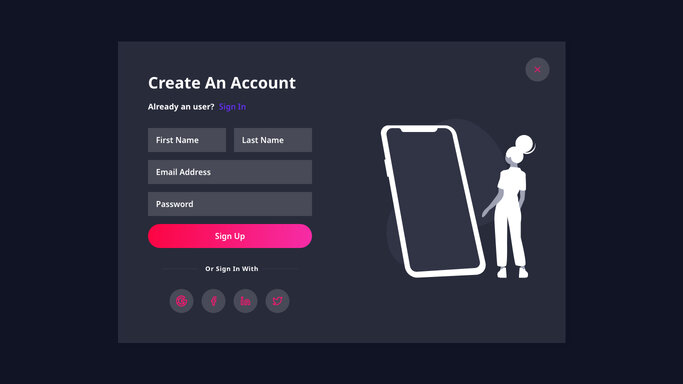 Create An Account
Already an user? Sign In
First Name Last Name
Email Address
Password
Sign Up
Or Sign In With